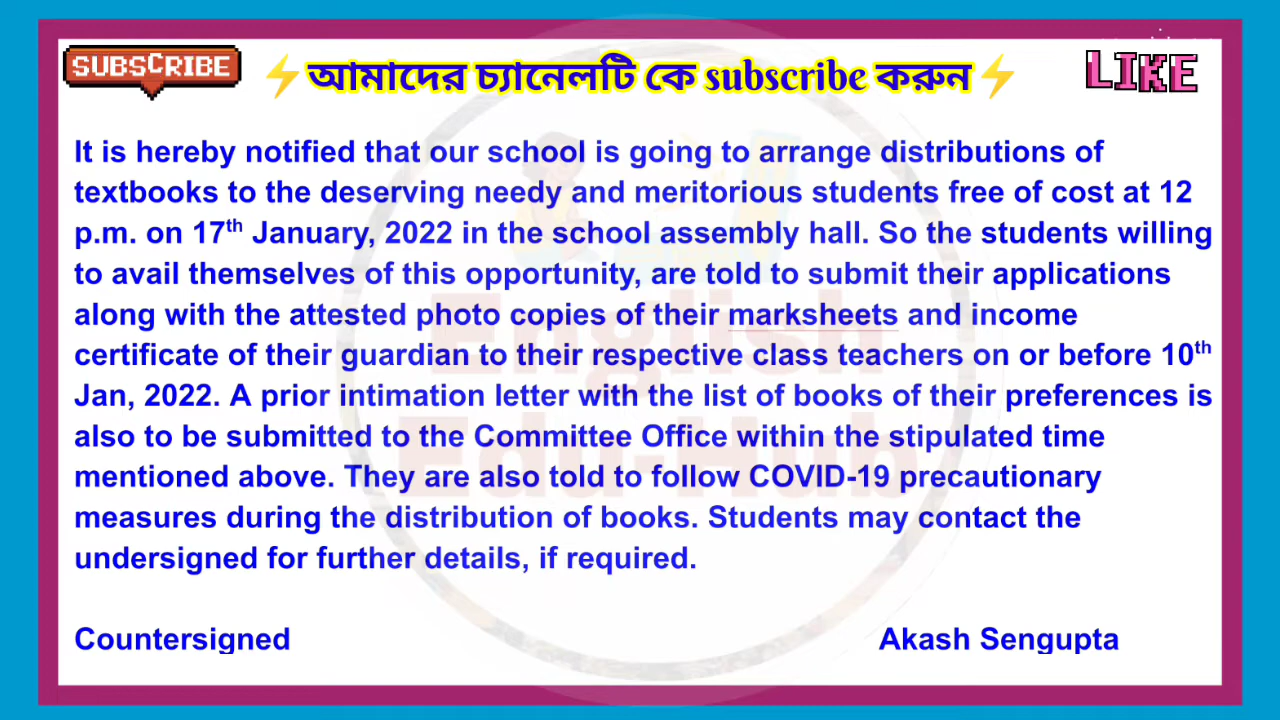 SUBSCRIBE
⚡আমাদের চ্যানেলটি কে subscribe করুন⚡
LIKE
It is hereby notified that our school is going to arrange distributions of
textbooks to the deserving needy and meritorious students free of cost at 12
p.m. on 17th January, 2022 in the school assembly hall. So the students willing
to avail themselves of this opportunity, are told to submit their applications
along with the attested photo copies of their marksheets and income
certificate of their guardian to their respective class teachers on or before 10th
Jan, 2022. A prior intimation letter with the list of books of their preferences is
also to be submitted to the Committee Office within the stipulated time
mentioned above. They are also told to follow COVID-19 precautionary
measures during the distribution of books. Students may contact the
undersigned for further details, if required.
Countersigned
Akash Sengupta
English
Edu-Hub